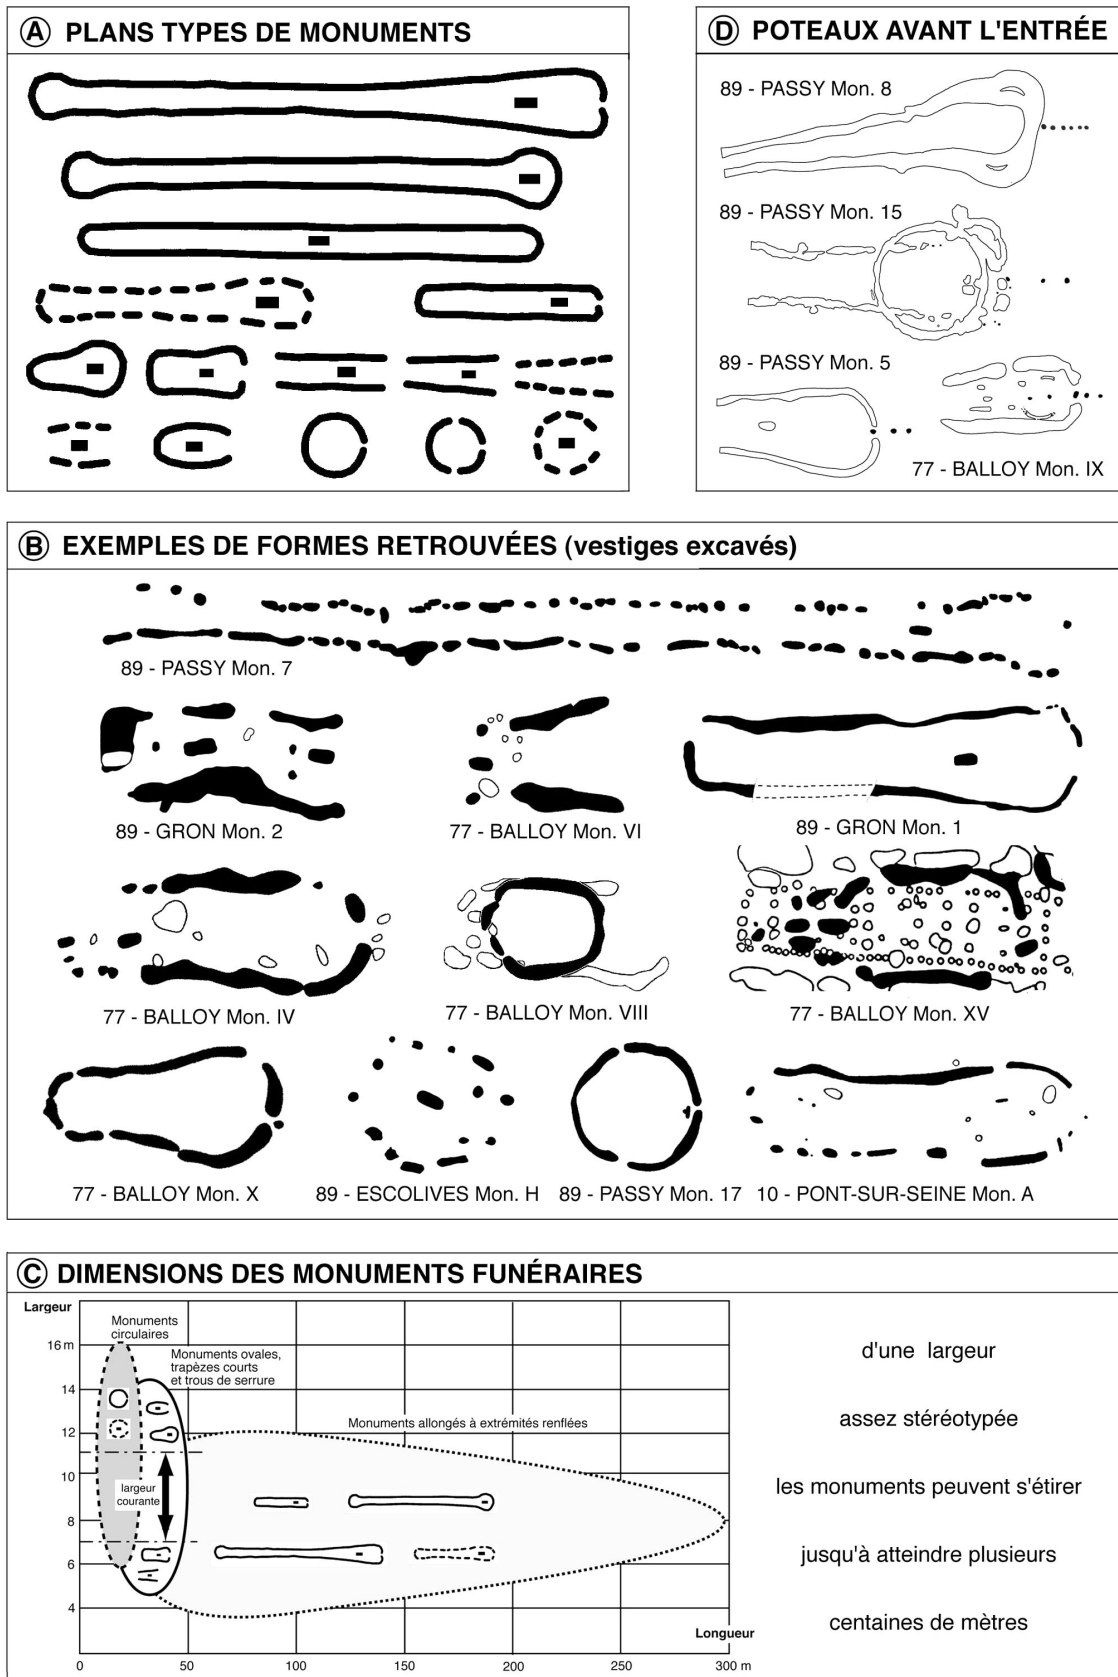 Ⓐ PLANS TYPES DE MONUMENTS
Ⓓ POTEAUX AVANT L'ENTRÉE
89 - PASSY Mon. 8
89 - PASSY Mon. 15
89 - PASSY Mon. 5
77 - BALLOY Mon. IX
Ⓑ EXEMPLES DE FORMES RETROUVÉES (vestiges excavés)
89 - PASSY Mon. 7
89 - GRON Mon. 2
77 - BALLOY Mon. VI
89 - GRON Mon. 1
77 - BALLOY Mon. IV
77 - BALLOY Mon. VIII
77 - BALLOY Mon. XV
77 - BALLOY Mon. X
89 - ESCOLIVES Mon. H
89 - PASSY Mon. 17
10 - PONT-SUR-SEINE Mon. A
Ⓒ DIMENSIONS DES MONUMENTS FUNÉRAIRES
Largeur
16 m
14
12
10
8
6
4
Monuments
circulaires
Monuments ovales,
trapèzes courts
et trous de serrure
Monuments allongés à extrémités renflées
largeur
courante
Longueur
0
50
100
150
200
250
300 m
d'une largeur
assez stéréotypée
les monuments peuvent s'étirer
jusqu'à atteindre plusieurs
centaines de mètres